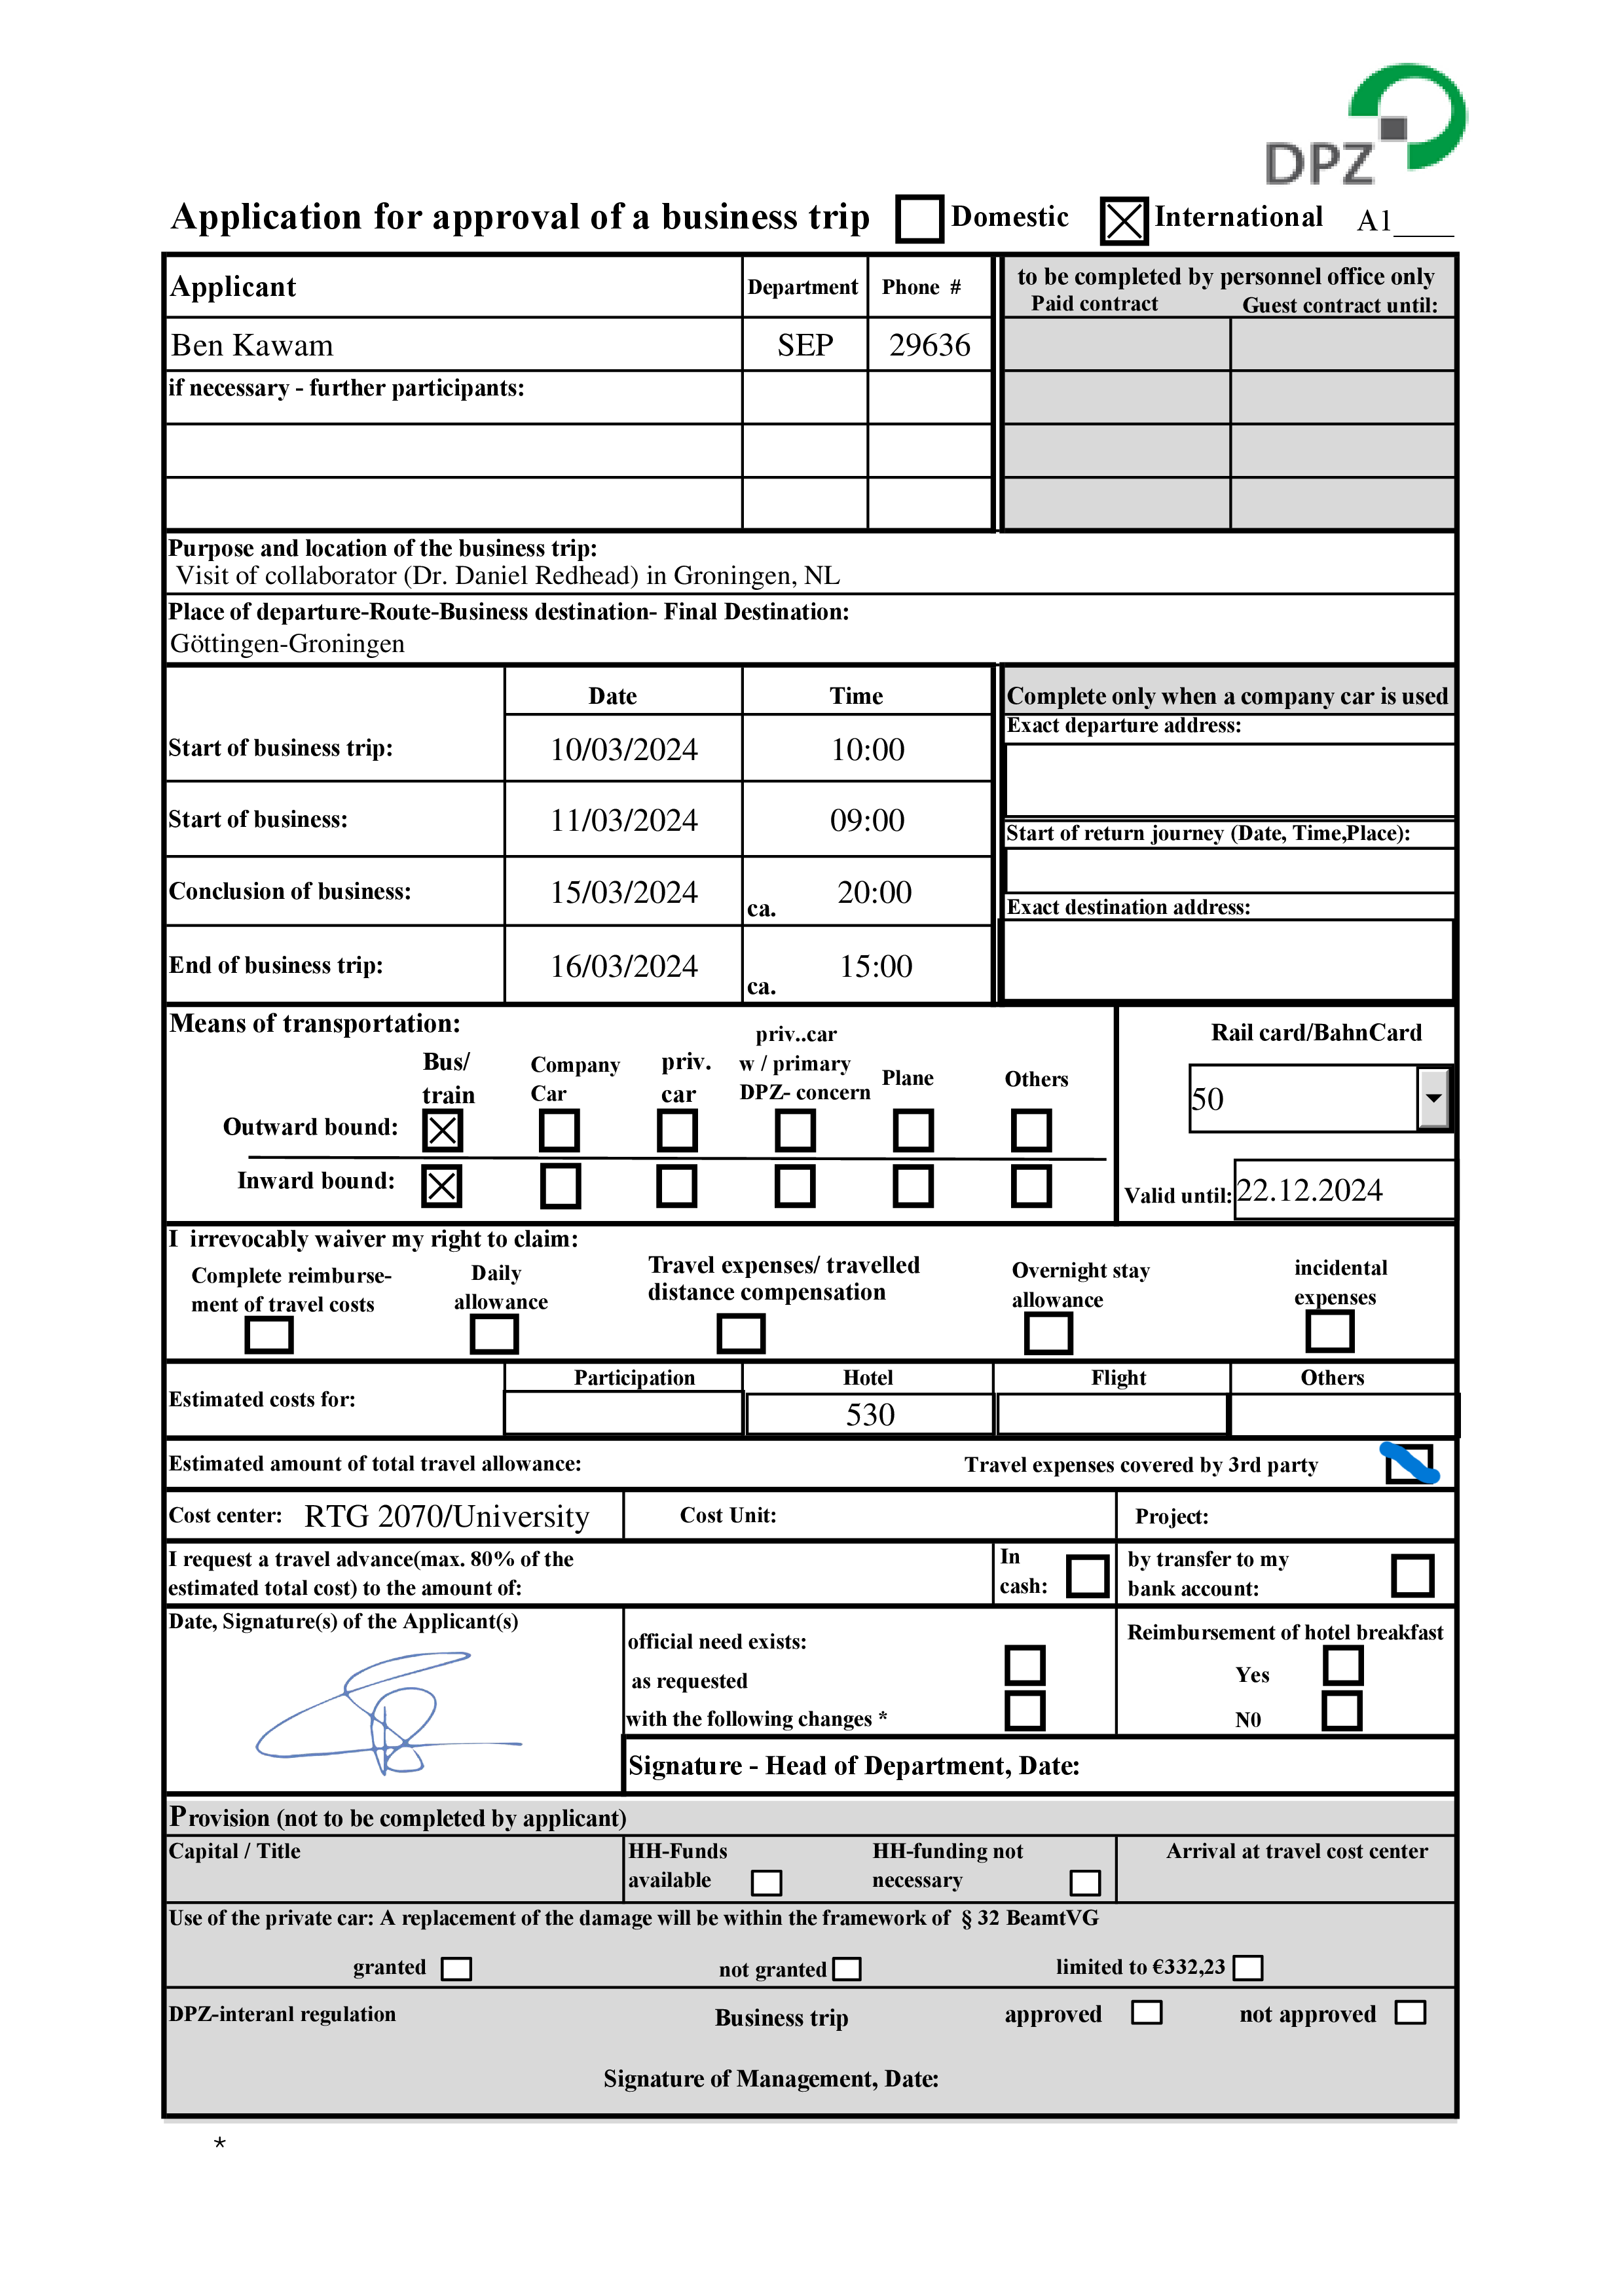 DPZ
Application for approval of a business trip Domestic International A1____
Applicant Department Phone # to be completed by personnel office only
Paid contract Guest contract until:
Ben Kawam SEP 29636
if necessary - further participants:
Purpose and location of the business trip:
Visit of collaborator (Dr. Daniel Redhead) in Groningen, NL
Place of departure-Route-Business destination- Final Destination:
Göttingen-Groningen
Date Time Complete only when a company car is used
Exact departure address:
Start of business trip: 10/03/2024 10:00
Start of business: 11/03/2024 09:00
Start of return journey (Date, Time,Place):
Conclusion of business: 15/03/2024 ca. 20:00
Exact destination address:
End of business trip: 16/03/2024 ca. 15:00
Means of transportation: Rail card/BahnCard
Bus/ train Company Car priv. car priv..car w / primary DPZ- concern Plane Others
50
Outward bound:
Inward bound:
Valid until: 22.12.2024
I irrevocably waiver my right to claim:
Complete reimburse- Daily Travel expenses/ travelled Overnight stay incidental
ment of travel costs allowance distance compensation allowance expenses
Participation Hotel Flight Others
Estimated costs for: 530
Estimated amount of total travel allowance: Travel expenses covered by 3rd party
Cost center: RTG 2070/University Cost Unit: Project:
I request a travel advance(max. 80% of the In by transfer to my
estimated total cost) to the amount of: cash: bank account:
Date, Signature(s) of the Applicant(s)
official need exists: Reimbursement of hotel breakfast
as requested Yes
with the following changes * N0
Signature - Head of Department, Date:
Provision (not to be completed by applicant)
Capital / Title HH-Funds HH-funding not Arrival at travel cost center
available necessary
Use of the private car: A replacement of the damage will be within the framework of § 32 BeamtVG
granted not granted limited to €332,23
DPZ-interanl regulation Business trip approved not approved
Signature of Management, Date:
*